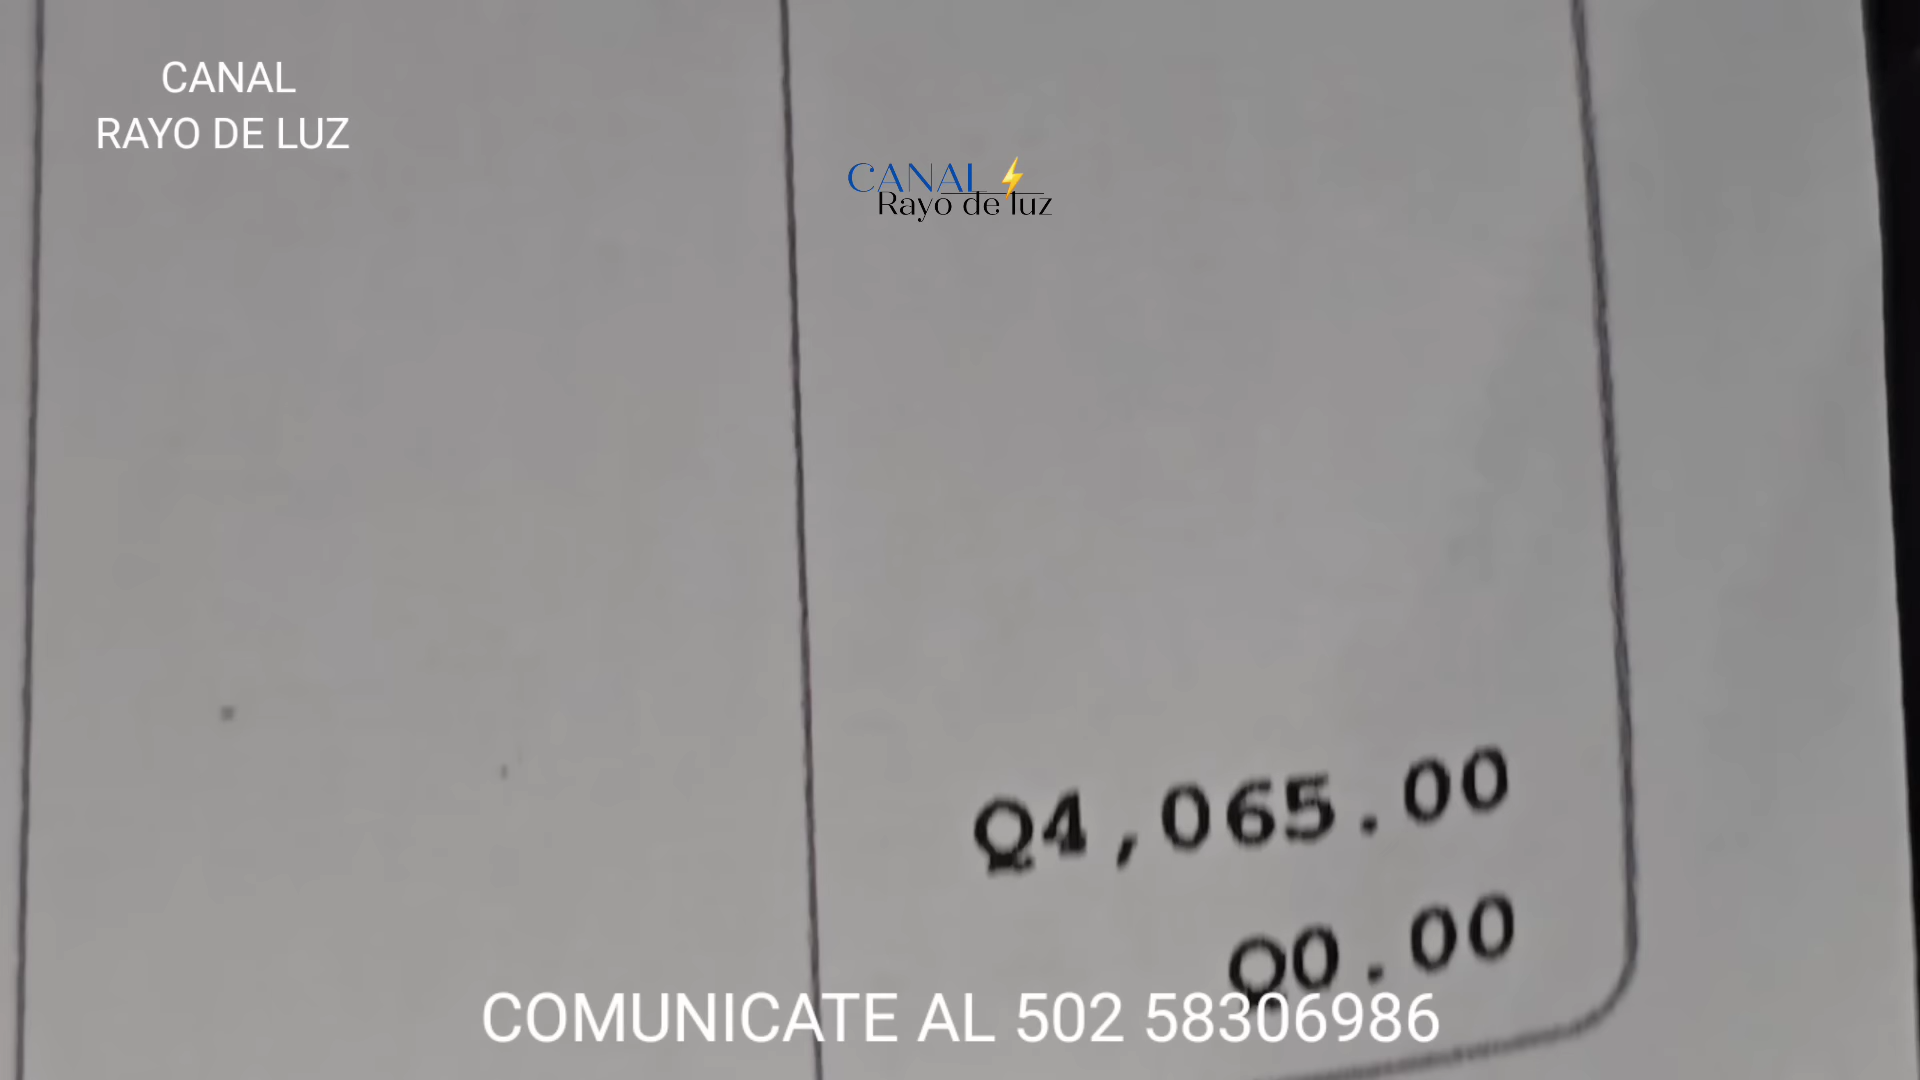 CANAL
RAYO DE LUZ
CANAL⚡
Rayo de luz
Q4,065.00
Q0.00
COMUNICATE AL 502 58306986